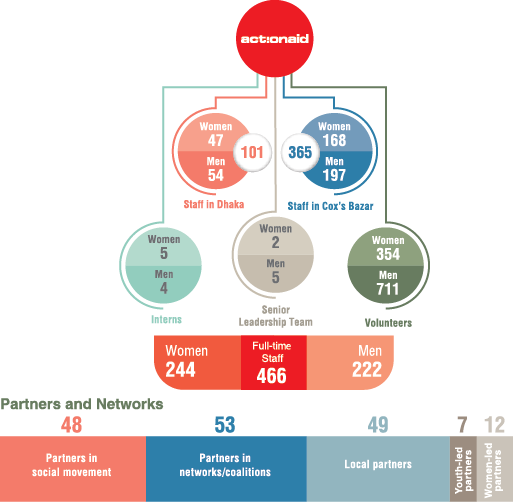 act:onaid
Women
47
Men
54
101
Staff in Dhaka
365
Women
168
Men
197
Staff in Cox's Bazar
Women
5
Men
4
Interns
Women
2
Men
5
Senior
Leadership Team
Women
354
Men
711
Volunteers
Women
244
Full-time
Staff
466
Men
222
Partners and Networks
48
Partners in
social movement
53
Partners in
networks/coalitions
49
Local partners
7
Youth-led
partners
12
Women-led
partners